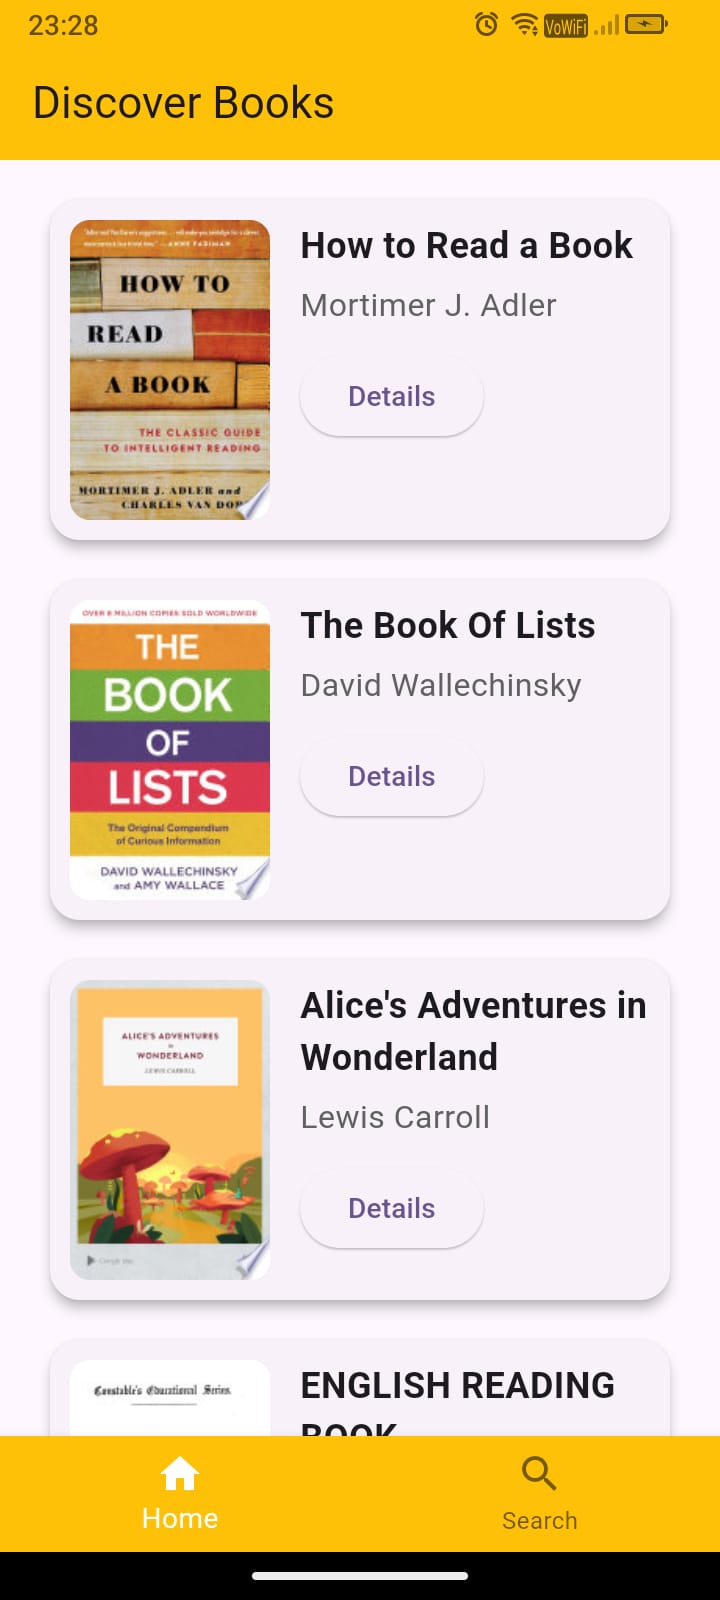 23:28
VoWiFi
Discover Books
HOW TO
READ
A BOOK
THE CLASSIC GUIDE
TO INTELLIGENT READING
MORTIMER J. ADLER and
CHARLES VAN DOR
How to Read a Book
Mortimer J. Adler
Details
OVER 8 MILLION COPIES SOLD WORLDWIDE
THE
BOOK
OF
LISTS
The Original Compendium
of Curious Information
DAVID WALLECHINSKY
and AMY WALLACE
The Book Of Lists
David Wallechinsky
Details
ALICE'S ADVENTURES
in
WONDERLAND
LEWIS CARROLL
Alice's Adventures in
Wonderland
Lewis Carroll
Details
Constable's Educational Series.
ENGLISH READING
BOOK
Home
Search